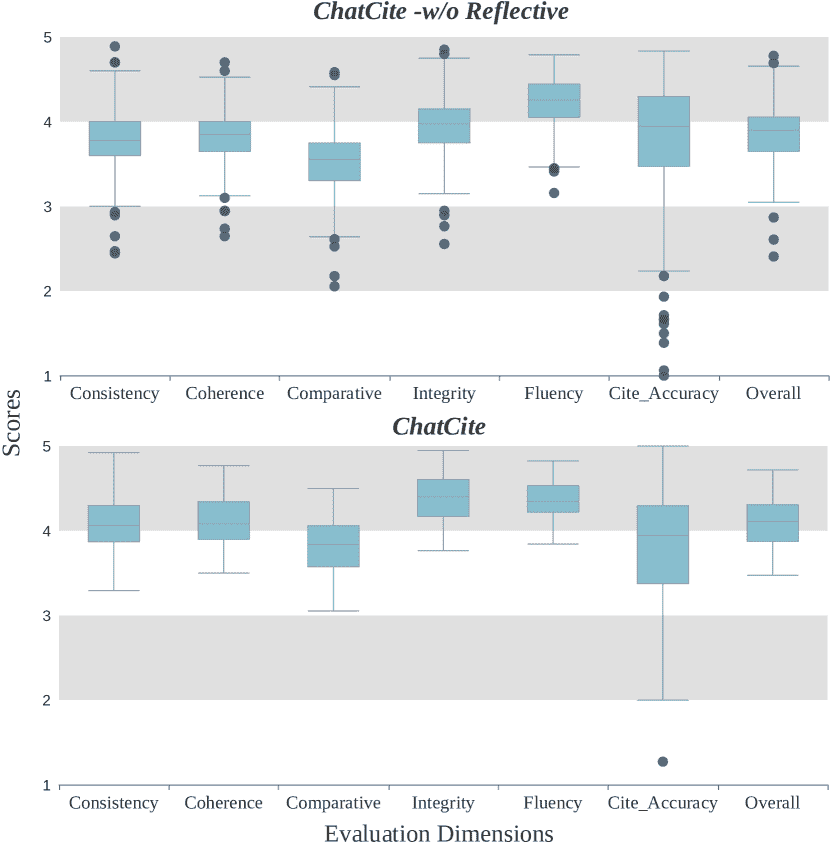 ChatCite -w/o Reflective
5
4
3
2
1
Consistency Coherence Comparative Integrity Fluency Cite_Accuracy Overall
Scores
ChatCite
5
4
3
2
1
Consistency Coherence Comparative Integrity Fluency Cite_Accuracy Overall
Evaluation Dimensions